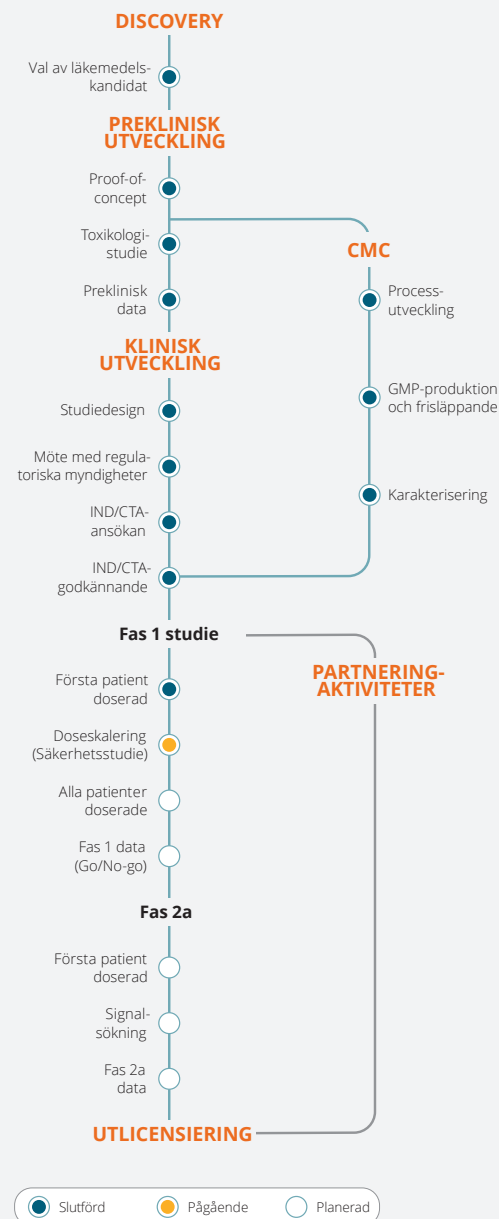 DISCOVERY
Val av läkemedels-
kandidat
PREKLINISK
UTVECKLING
Proof-of-
concept
Toxikologi-
studie
Preklinisk
data
CMC
Process-
utveckling
GMP-produktion
och frisläppande
Karakterisering
KLINISK
UTVECKLING
Studiedesign
Möte med regula-
toriska myndigheter
IND/CTA-
ansökan
IND/CTA-
godkännande
Fas 1 studie
PARTNERING-
AKTIVITETER
Första patient
doserad
Doseskalering
(Säkerhetsstudie)
Alla patienter
doserade
Fas 1 data
(Go/No-go)
Fas 2a
Första patient
doserad
Signal-
sökning
Fas 2a
data
UTLICENSIERING
Slutförd
Pågående
Planerad